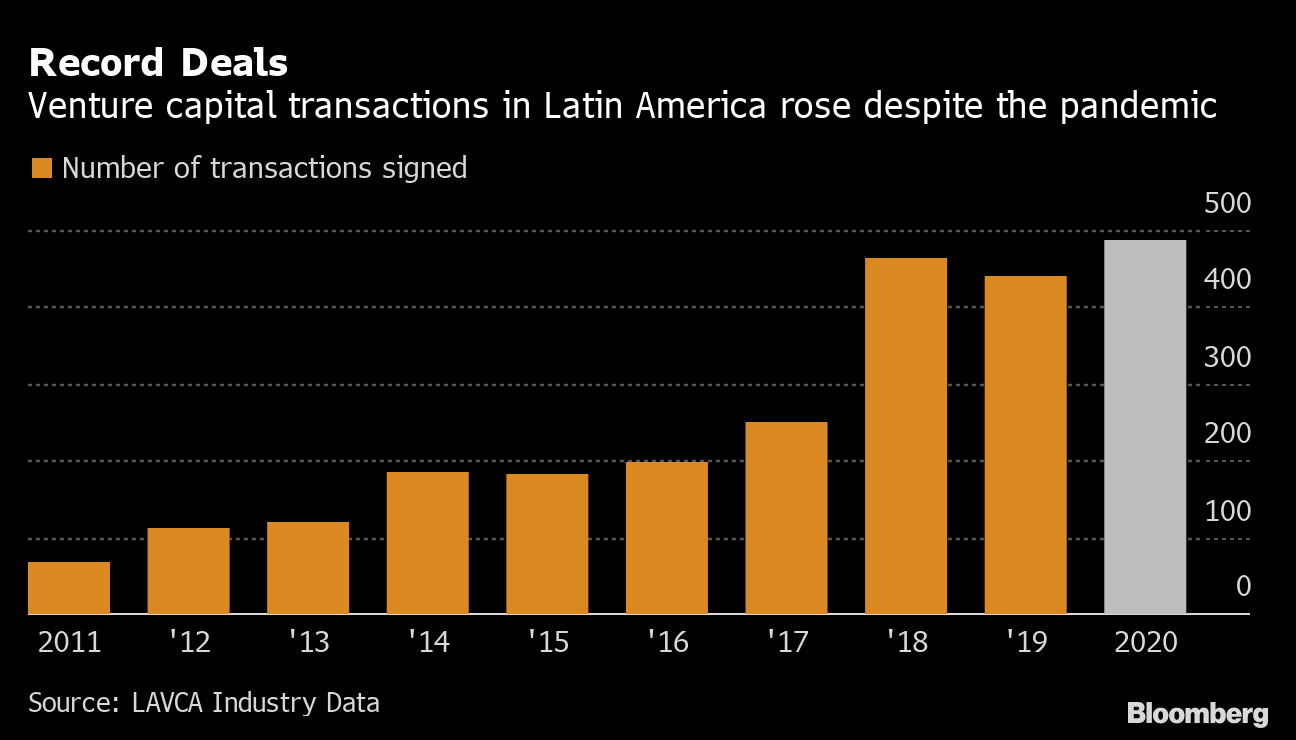 Record Deals
Venture capital transactions in Latin America rose despite the pandemic
Number of transactions signed
500
400
300
200
100
0
2011 '12 '13 '14 '15 '16 '17 '18 '19 2020
Source: LAVCA Industry Data
Bloomberg